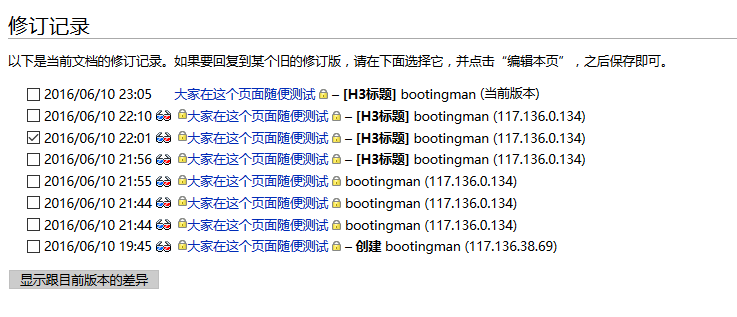 修订记录
以下是当前文档的修订记录。如果要回复到某个旧的修订版，请在下面选择它，并点击“编辑本页”，之后保存即可。
2016/06/10 23:05 大家在这个页面随便测试 – [H3标题] bootingman (当前版本)
2016/06/10 22:10 大家在这个页面随便测试 – [H3标题] bootingman (117.136.0.134)
2016/06/10 22:01 大家在这个页面随便测试 – [H3标题] bootingman (117.136.0.134)
2016/06/10 21:56 大家在这个页面随便测试 – [H3标题] bootingman (117.136.0.134)
2016/06/10 21:55 大家在这个页面随便测试 bootingman (117.136.0.134)
2016/06/10 21:44 大家在这个页面随便测试 bootingman (117.136.0.134)
2016/06/10 21:44 大家在这个页面随便测试 bootingman (117.136.0.134)
2016/06/10 19:45 大家在这个页面随便测试 – 创建 bootingman (117.136.38.69)
显示跟目前版本的差异